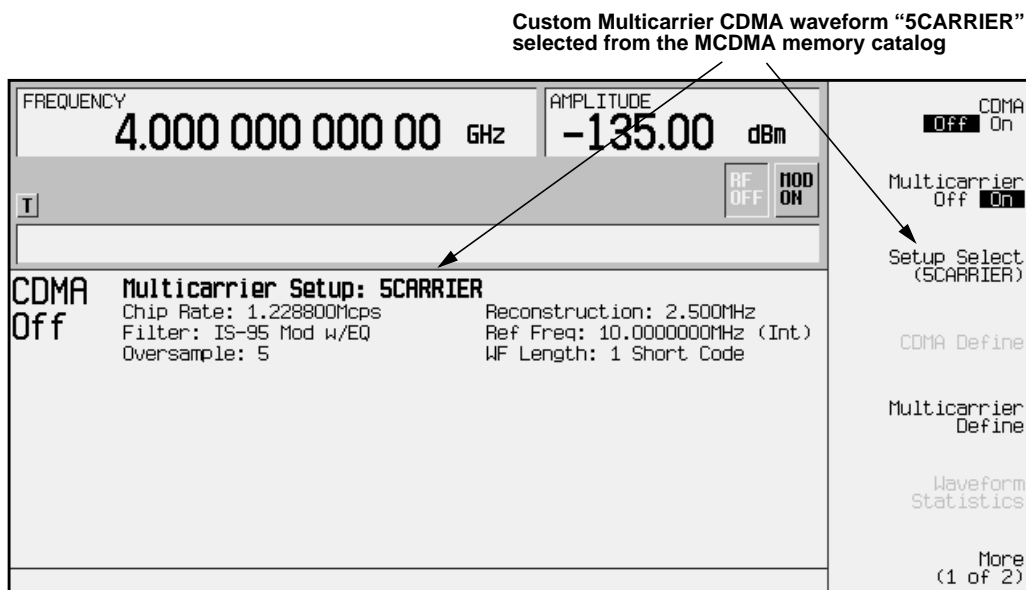 Custom Multicarrier CDMA waveform “5CARRIER”
selected from the MCDMA memory catalog
FREQUENCY
4.000 000 000 00 GHz
AMPLITUDE
-135.00 dBm
RF
OFF
MOD
ON
T
CDMA
Off
Multicarrier Setup: 5CARRIER
Chip Rate: 1.228800Mcps
Filter: IS-95 Mod w/EQ
Oversample: 5
Reconstruction: 2.500MHz
Ref Freq: 10.0000000MHz (Int)
WF Length: 1 Short Code
CDMA
Off On
Multicarrier
Off On
Setup Select
(5CARRIER)
CDMA Define
Multicarrier
Define
Waveform
Statistics
More
(1 of 2)